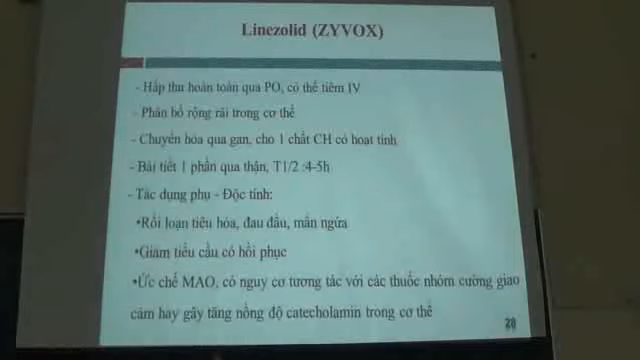 Linezolid (ZYVOX)
- Hấp thu hoàn toàn qua PO, có thể tiêm IV
- Phân bố rộng rãi trong cơ thể
- Chuyển hóa qua gan, cho 1 chất CH có hoạt tính
- Bài tiết 1 phần qua thận, T1/2 :4-5h
- Tác dụng phụ - Độc tính:
•Rối loạn tiêu hóa, đau đầu, mẩn ngứa
•Giảm tiểu cầu có hồi phục
•Ức chế MAO, có nguy cơ tương tác với các thuốc nhóm cường giao
cảm hay gây tăng nồng độ catecholamin trong cơ thể
28